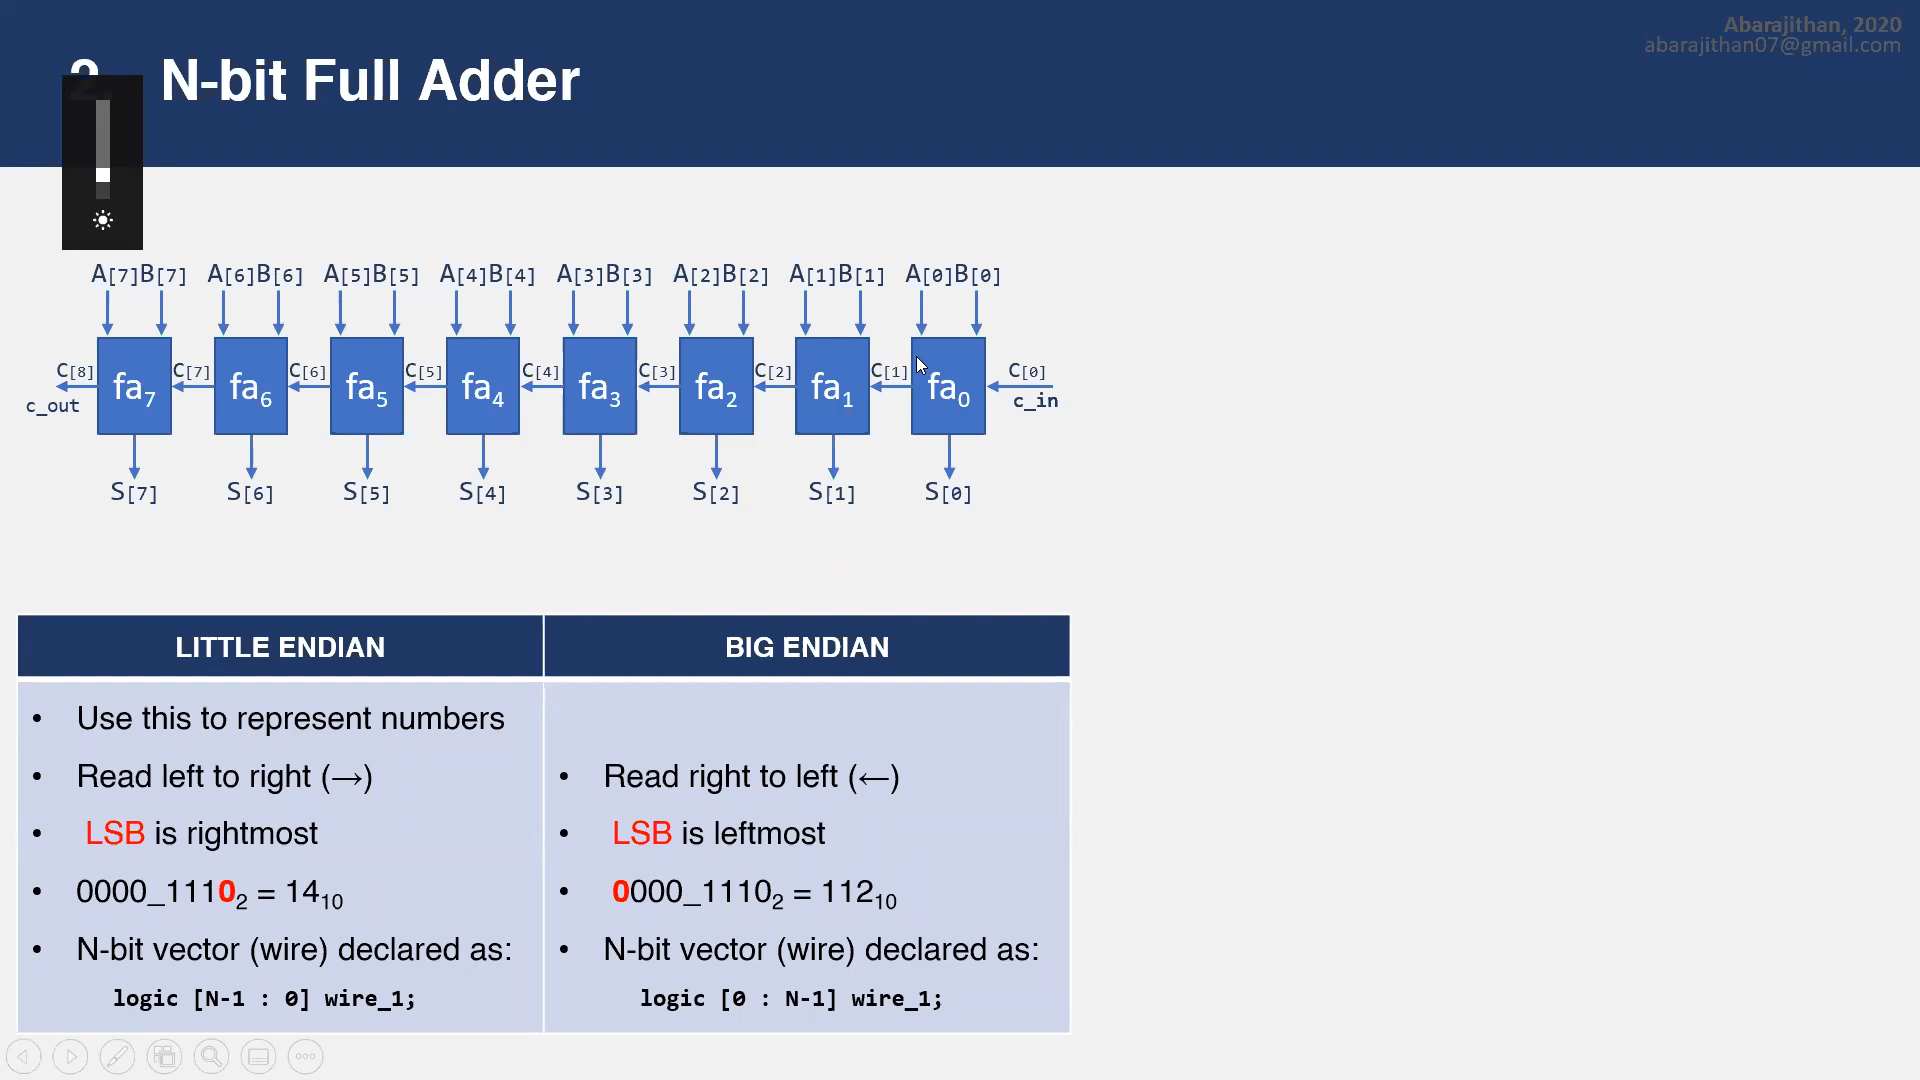 Abarajithan, 2020
abarajithan07@gmail.com
2. N-bit Full Adder
A[7]B[7] A[6]B[6] A[5]B[5] A[4]B[4] A[3]B[3] A[2]B[2] A[1]B[1] A[0]B[0]
C[8] C[7] C[6] C[5] C[4] C[3] C[2] C[1] C[0]
fa7 fa6 fa5 fa4 fa3 fa2 fa1 fa0
c_out c_in
S[7] S[6] S[5] S[4] S[3] S[2] S[1] S[0]
LITTLE ENDIAN
• Use this to represent numbers
• Read left to right (→)
• LSB is rightmost
• 0000_1110₂ = 14₁₀
• N-bit vector (wire) declared as:
logic [N-1 : 0] wire_1;
BIG ENDIAN
• Read right to left (←)
• LSB is leftmost
• 0000_1110₂ = 112₁₀
• N-bit vector (wire) declared as:
logic [0 : N-1] wire_1;